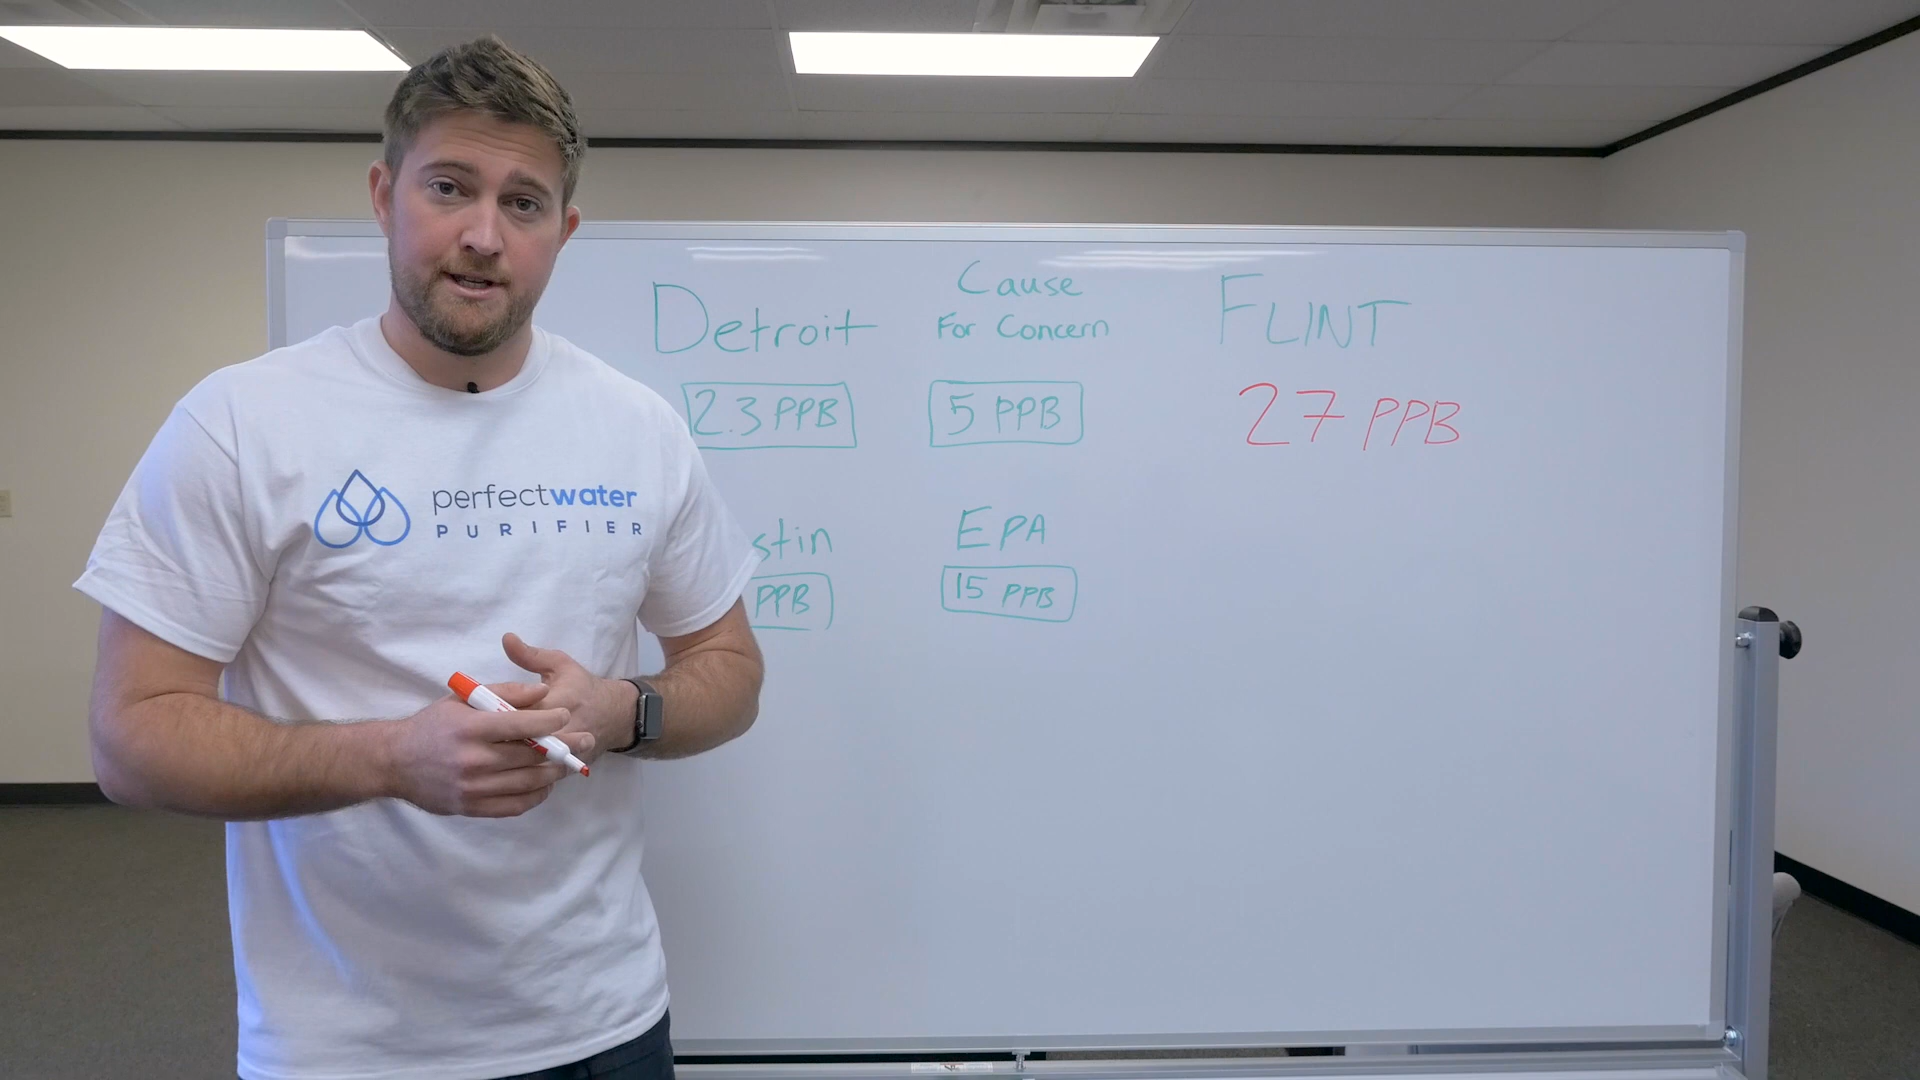 Detroit
2.3 PPB
Cause
For Concern
5 PPB
FLINT
27 PPB
perfectwater
PURIFIER
stin
PPB
EPA
15 PPB